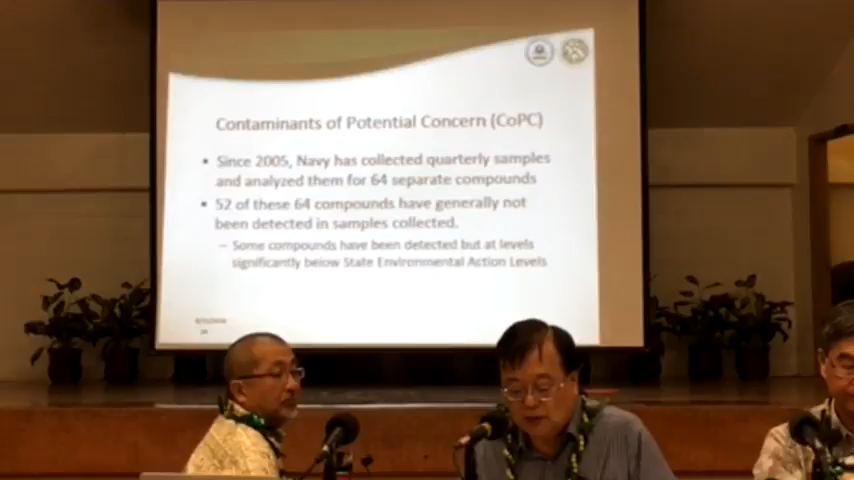 Contaminants of Potential Concern (CoPC)
• Since 2005, Navy has collected quarterly samples
and analyzed them for 64 separate compounds
• 52 of these 64 compounds have generally not
been detected in samples collected.
– Some compounds have been detected but at levels
significantly below State Environmental Action Levels